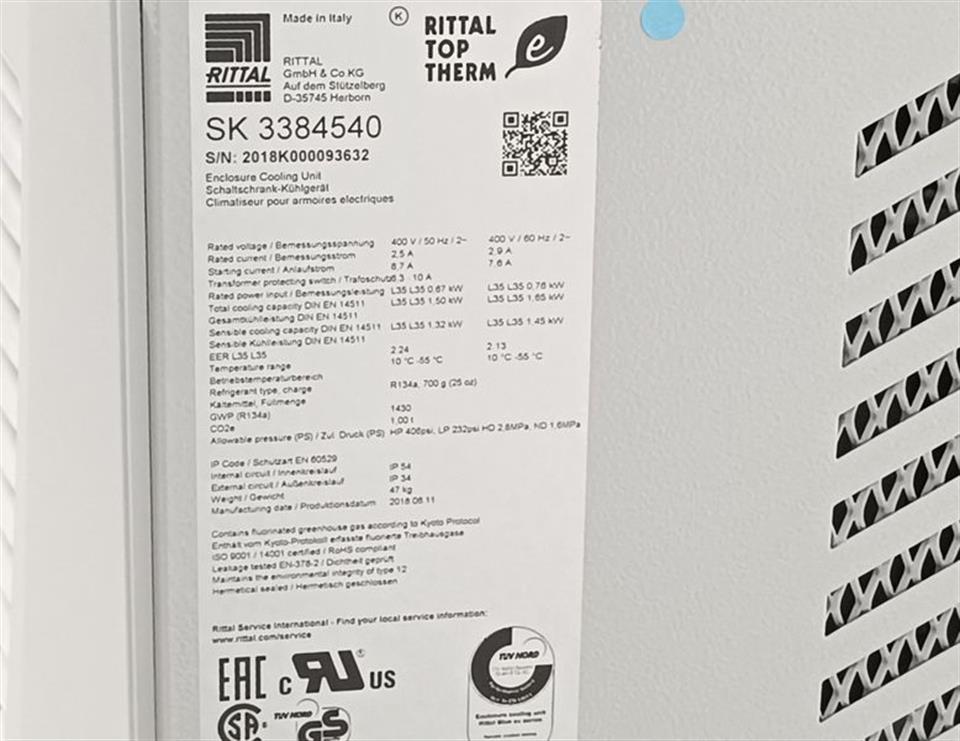 Made in Italy
K
RITTAL
TOP
THERM
e
RITTAL
RITTAL
GmbH & Co.KG
Auf dem Stützelberg
D-35745 Herborn
SK 3384540
S/N: 2018K000093632
Enclosure Cooling Unit
Schaltschrank-Kühlgerät
Climatiseur pour armoires electriques
Rated voltage / Bemessungsspannung 400 V / 50 Hz / 2~ 400 V / 60 Hz / 2~
Rated current / Bemessungsstrom 2,5 A 2,9 A
Starting current / Anlaufstrom 8,7 A 7,6 A
Transformer protecting switch / Trafoschutz 6.3 - 10 A
Rated power input / Bemessungsleistung L35 L35 0,67 kW L35 L35 0,76 kW
Total cooling capacity DIN EN 14511 L35 L35 1,50 kW L35 L35 1,65 kW
Gesamtkühlleistung DIN EN 14511
Sensible cooling capacity DIN EN 14511 L35 L35 1,32 kW L35 L35 1,45 kW
Sensible Kühlleistung DIN EN 14511
EER L35 L35 2.24 2.13
Temperature range 10 °C -55 °C 10 °C -55 °C
Betriebstemperaturbereich
Refrigerant type, charge R134a, 700 g (25 oz)
Kältemittel, Füllmenge
GWP (R134a) 1430
CO2e 1,00 t
Allowable pressure (PS) / Zul. Druck (PS) HP 406psi, LP 232psi HD 2,8MPa, ND 1,6MPa
IP Code / Schutzart EN 60529
Internal circuit / Innenkreislauf IP 54
External circuit / Außenkreislauf IP 34
Weight / Gewicht 47 kg
Manufacturing date / Produktionsdatum 2018.06.11
Contains fluorinated greenhouse gas according to Kyoto Protocol
Enthält vom Kyoto-Protokoll erfasste fluorierte Treibhausgase
ISO 9001 / 14001 certified / RoHS compliant
Leakage tested EN-378-2 / Dichtheit geprüft
Maintains the environmental integrity of type 12
Hermetical sealed / Hermetisch geschlossen
Rittal Service International - Find your local service information:
www.rittal.com/service
EAC c RU ® US
TUV NORD
SA ®
TUV NORD
GS
Enclosure cooling unit
Rittal Blue e+ series